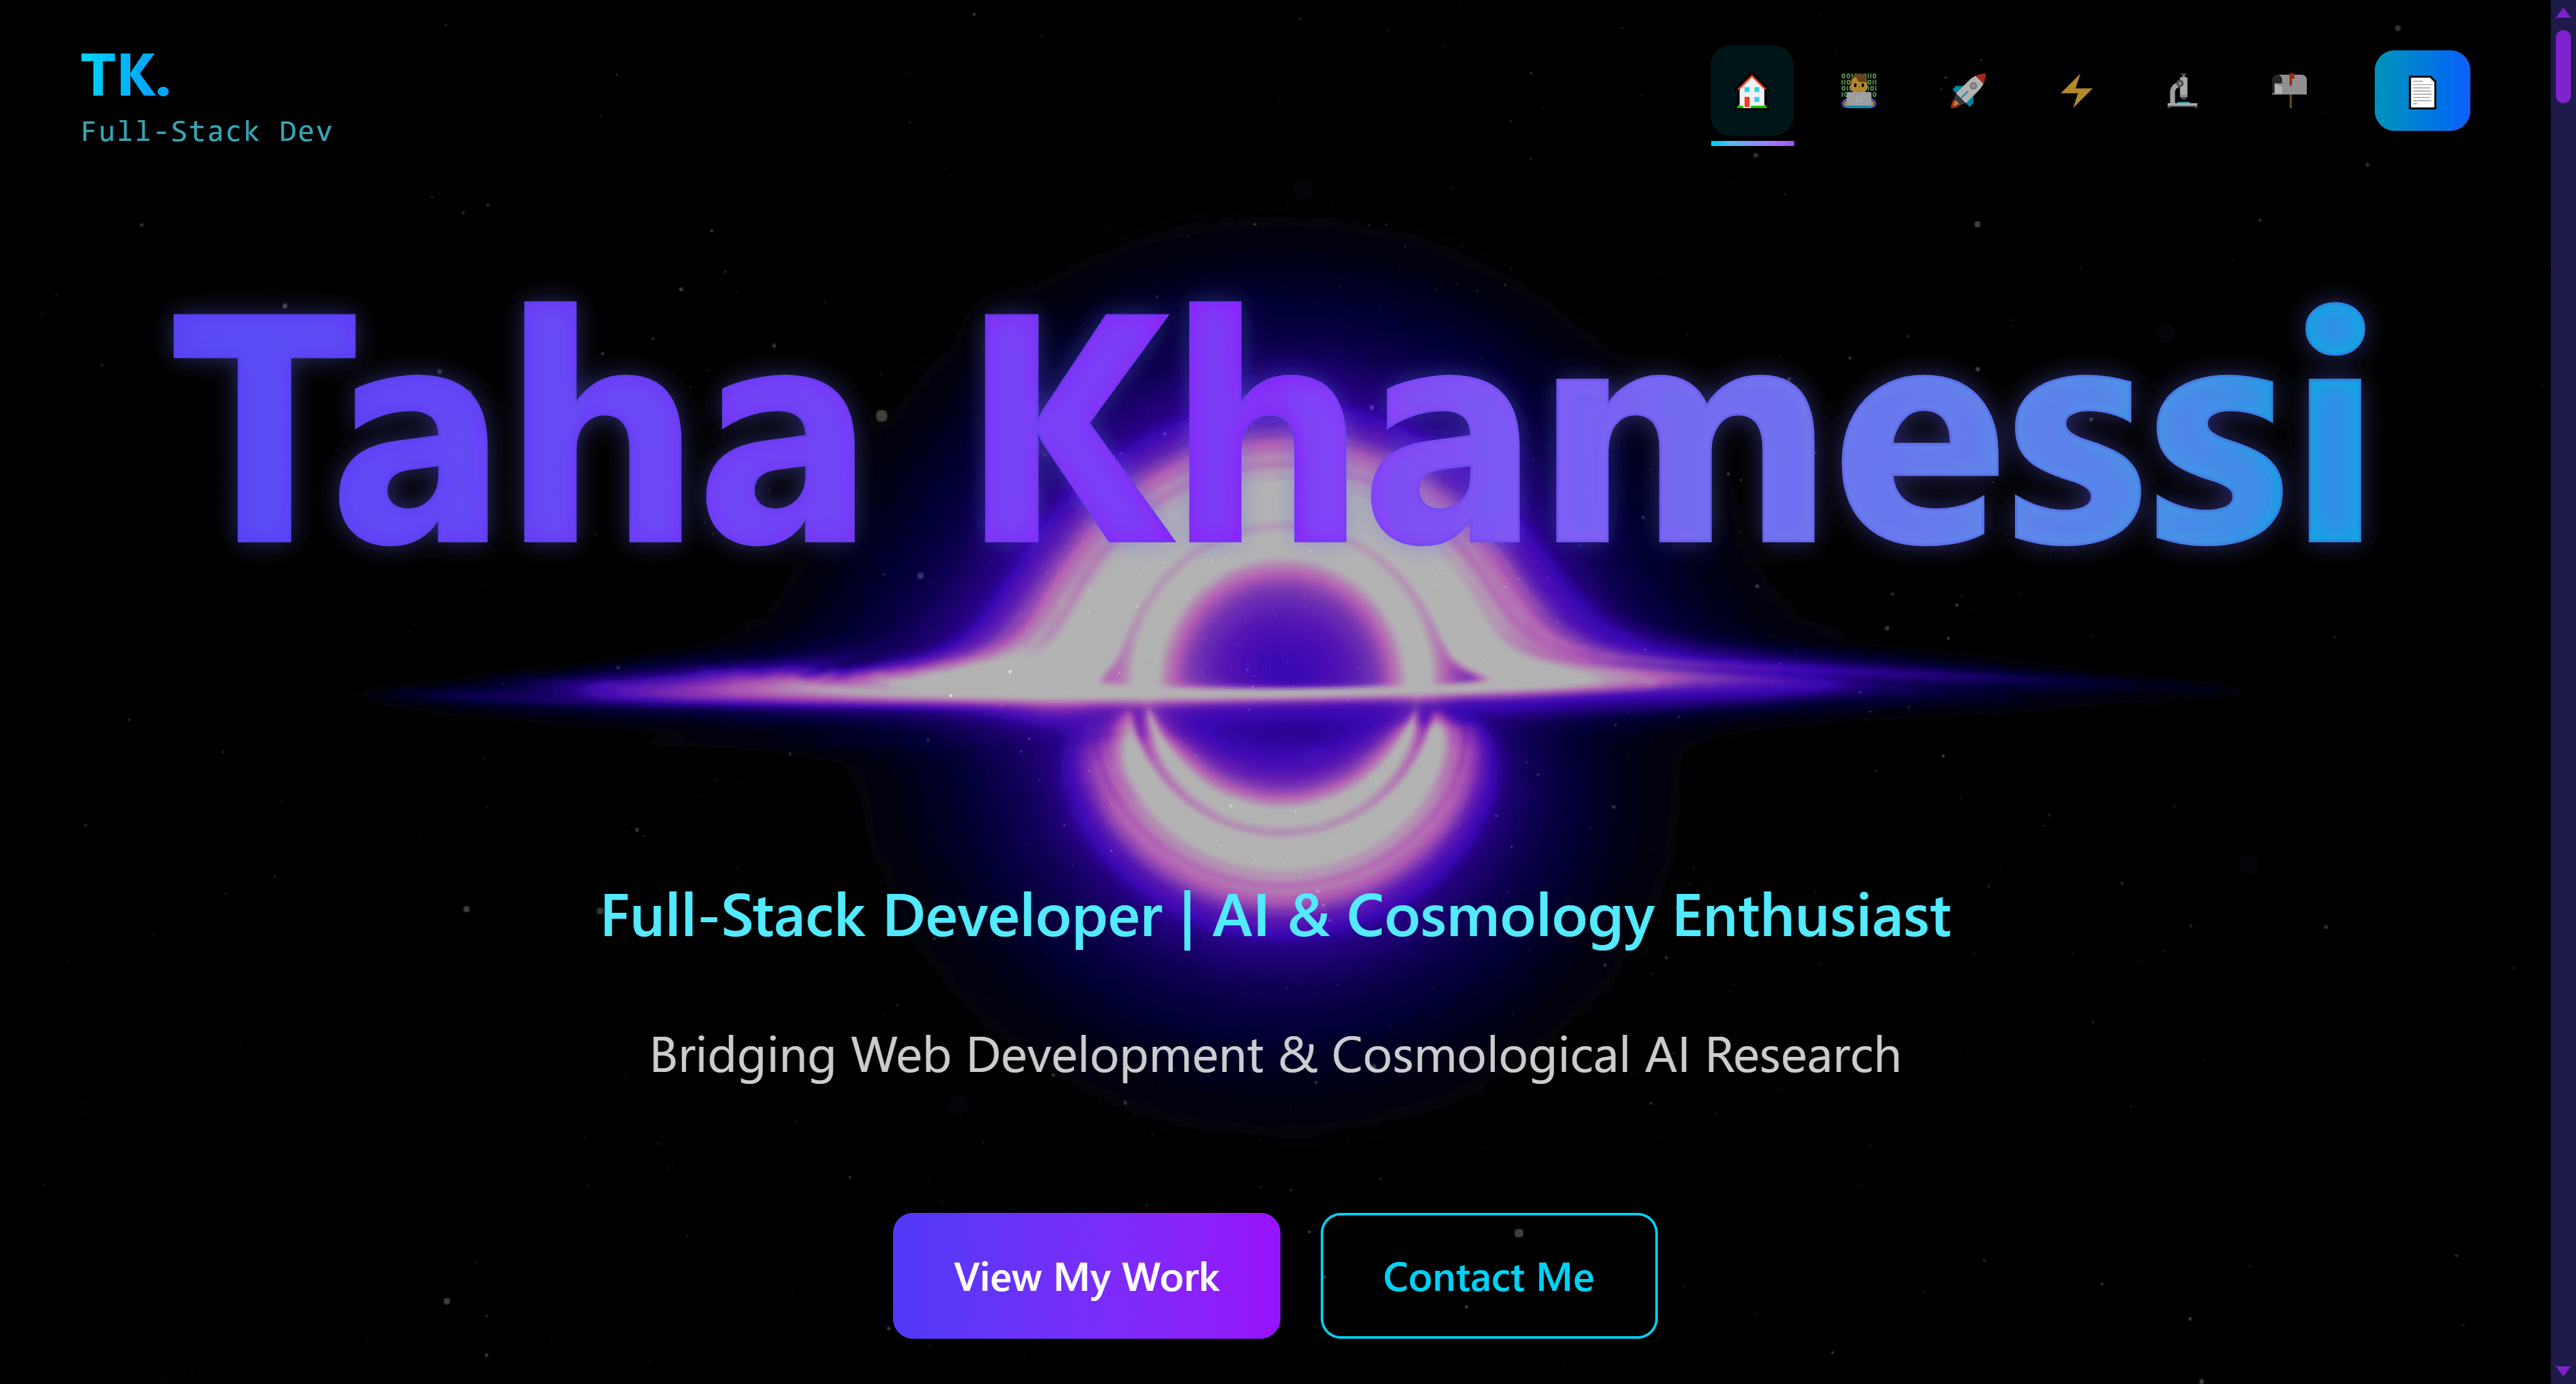 TK.
Full-Stack Dev
Taha Khamessi
Full-Stack Developer | AI & Cosmology Enthusiast
Bridging Web Development & Cosmological AI Research
View My Work
Contact Me